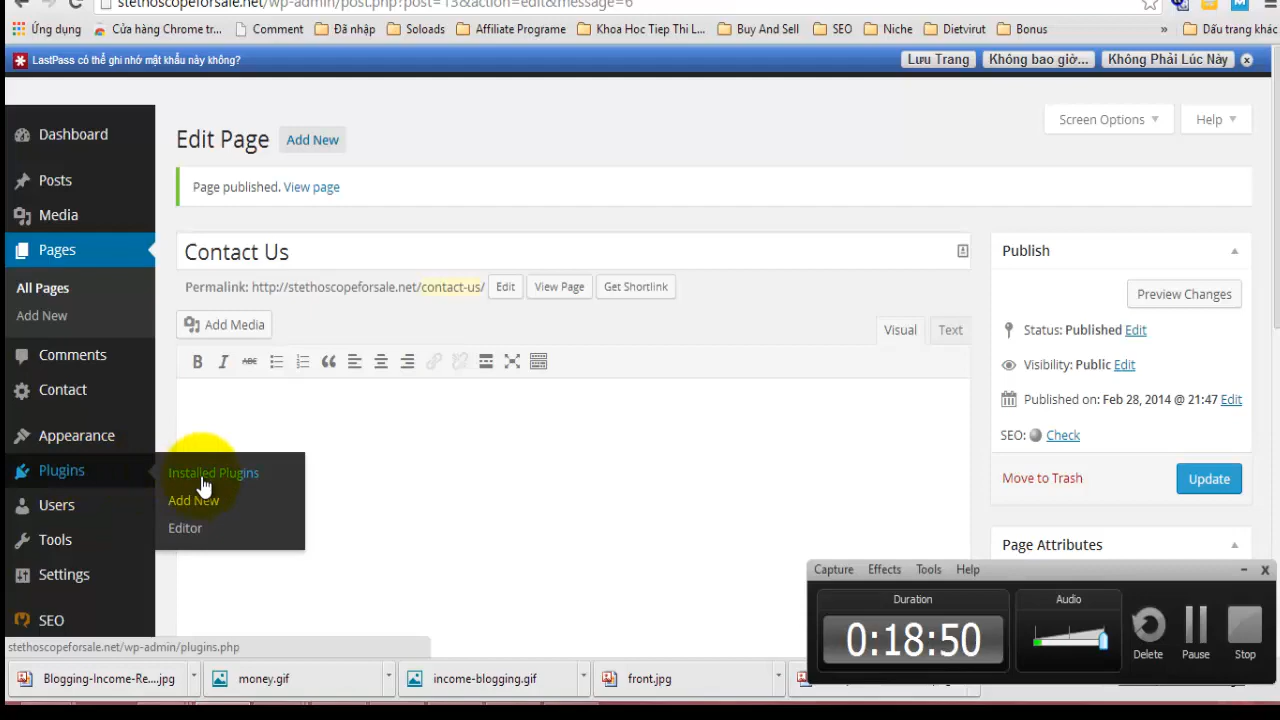 stethoscopeforsale.net/wp-admin/post.php?post=13&action=edit&message=6
Ứng dụng
Cửa hàng Chrome tr...
Comment
Đã nhập
Soloads
Affiliate Programe
Khoa Hoc Tiep Thi L...
Buy And Sell
SEO
Niche
Dietvirut
Bonus
»
Dấu trang khác
LastPass có thể ghi nhớ mật khẩu này không?
Lưu Trang
Không bao giờ...
Không Phải Lúc Này
Screen Options
Help
Dashboard
Posts
Media
Pages
All Pages
Add New
Comments
Contact
Appearance
Plugins
Users
Tools
Settings
SEO
Installed Plugins
Add New
Editor
Edit Page
Add New
Page published. View page
Contact Us
Permalink: http://stethoscopeforsale.net/contact-us/
Edit
View Page
Get Shortlink
Add Media
Visual
Text
B I ABC
Publish
Preview Changes
Status: Published Edit
Visibility: Public Edit
Published on: Feb 28, 2014 @ 21:47 Edit
SEO: Check
Move to Trash
Update
Page Attributes
Capture
Effects
Tools
Help
Duration
0:18:50
Audio
Delete
Pause
Stop
stethoscopeforsale.net/wp-admin/plugins.php
Blogging-Income-Re....jpg
money.gif
income-blogging.gif
front.jpg